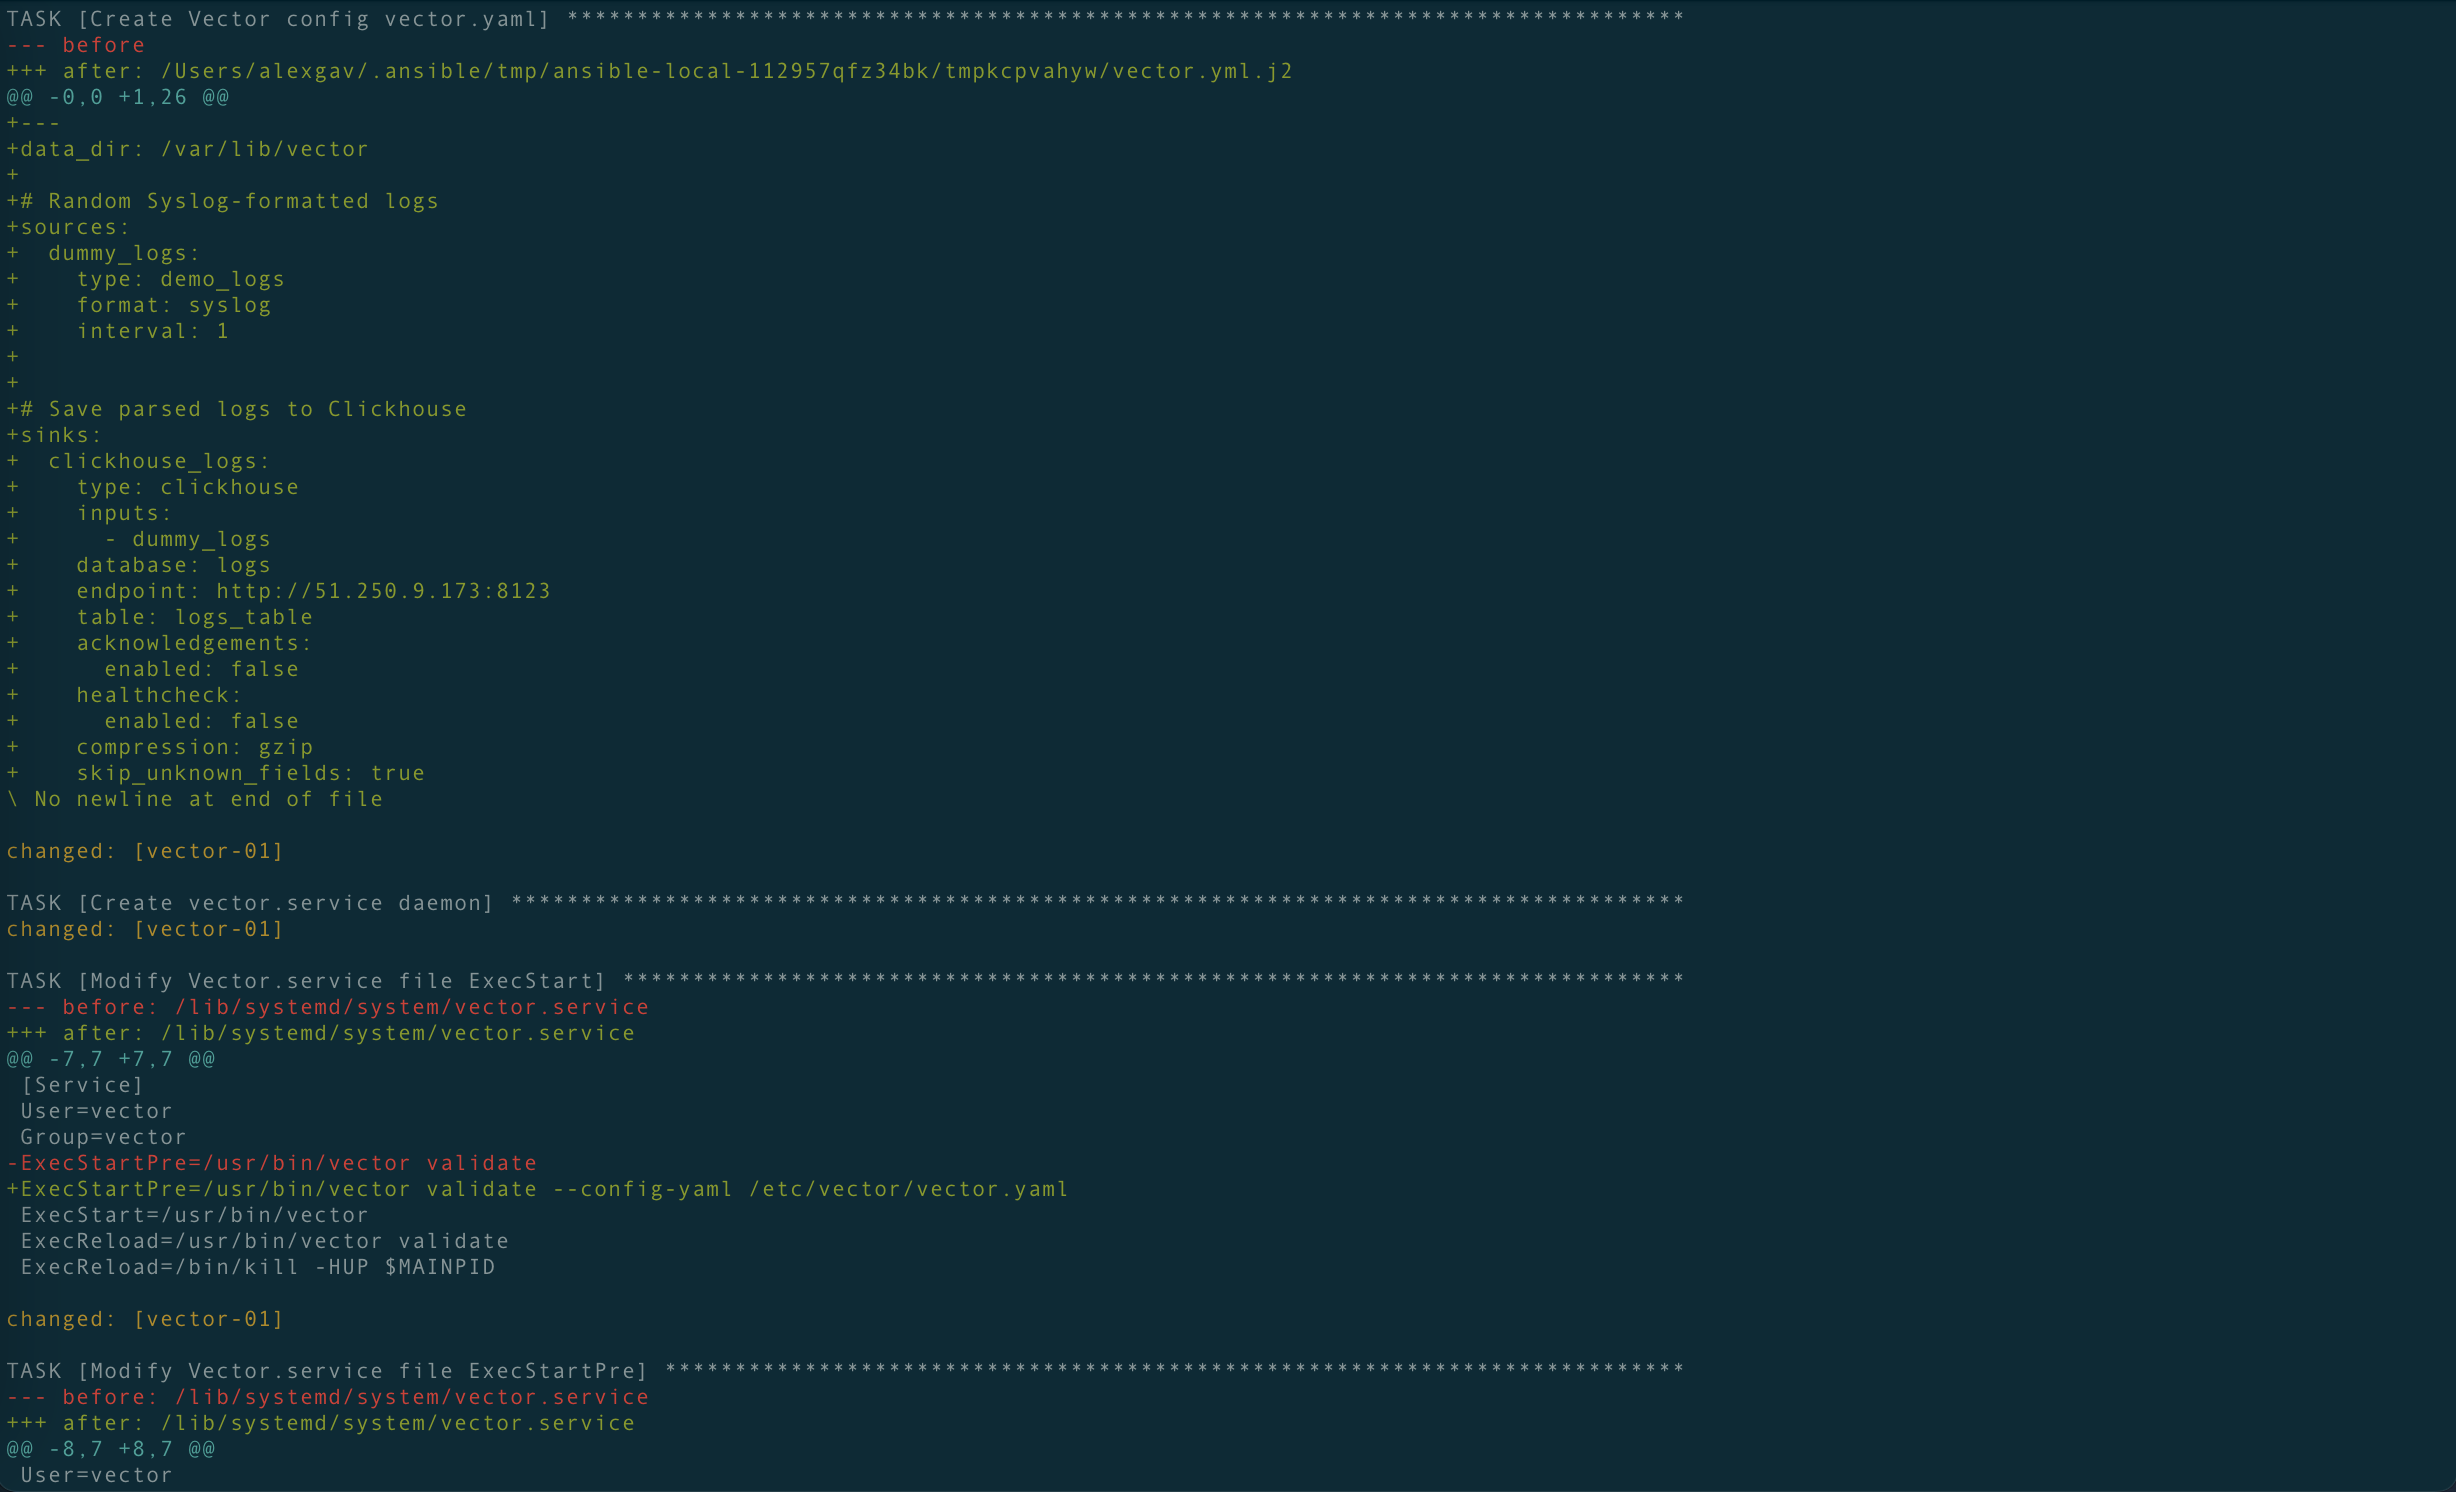 TASK [Create Vector config vector.yaml] ********************************************************************************
--- before
+++ after: /Users/alexgav/.ansible/tmp/ansible-local-112957qfz34bk/tmpkcpvahyw/vector.yml.j2
@@ -0,0 +1,26 @@
+---
+data_dir: /var/lib/vector
+
+# Random Syslog-formatted logs
+sources:
+  dummy_logs:
+    type: demo_logs
+    format: syslog
+    interval: 1
+
+
+# Save parsed logs to Clickhouse
+sinks:
+  clickhouse_logs:
+    type: clickhouse
+    inputs:
+      - dummy_logs
+    database: logs
+    endpoint: http://51.250.9.173:8123
+    table: logs_table
+    acknowledgements:
+      enabled: false
+    healthcheck:
+      enabled: false
+    compression: gzip
+    skip_unknown_fields: true
\ No newline at end of file

changed: [vector-01]

TASK [Create vector.service daemon] ************************************************************************************
changed: [vector-01]

TASK [Modify Vector.service file ExecStart] ****************************************************************************
--- before: /lib/systemd/system/vector.service
+++ after: /lib/systemd/system/vector.service
@@ -7,7 +7,7 @@
 [Service]
 User=vector
 Group=vector
-ExecStartPre=/usr/bin/vector validate
+ExecStartPre=/usr/bin/vector validate --config-yaml /etc/vector/vector.yaml
 ExecStart=/usr/bin/vector
 ExecReload=/usr/bin/vector validate
 ExecReload=/bin/kill -HUP $MAINPID

changed: [vector-01]

TASK [Modify Vector.service file ExecStartPre] *************************************************************************
--- before: /lib/systemd/system/vector.service
+++ after: /lib/systemd/system/vector.service
@@ -8,7 +8,7 @@
 User=vector